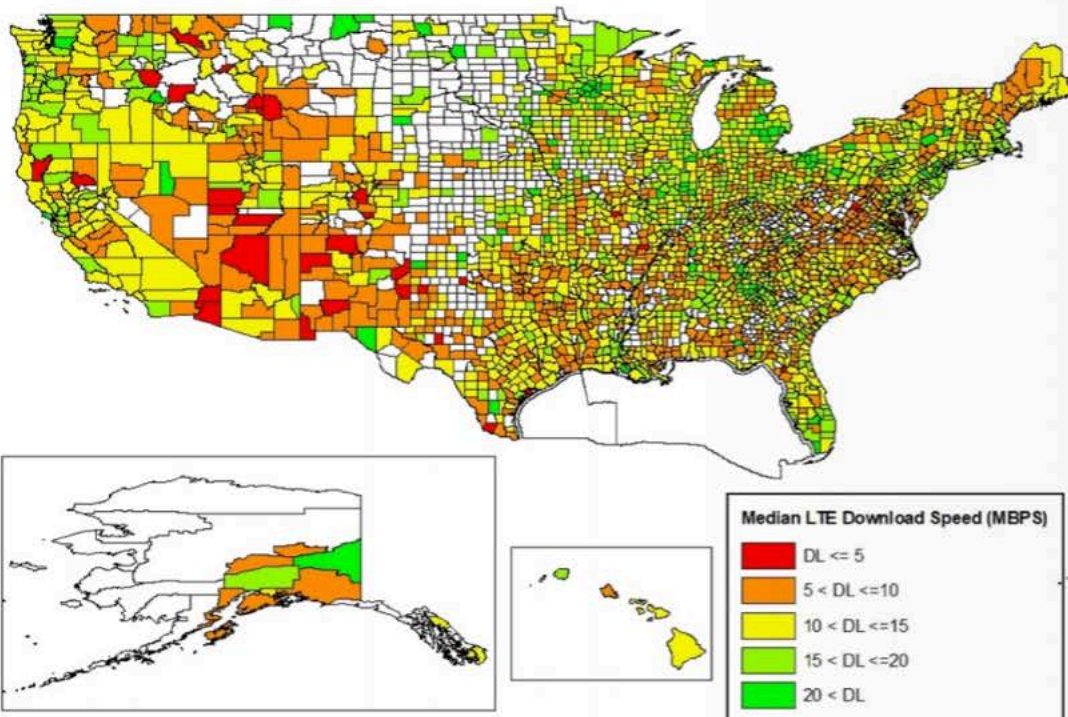 Median LTE Download Speed (MBPS)
DL <= 5
5 < DL <=10
10 < DL <=15
15 < DL <=20
20 < DL